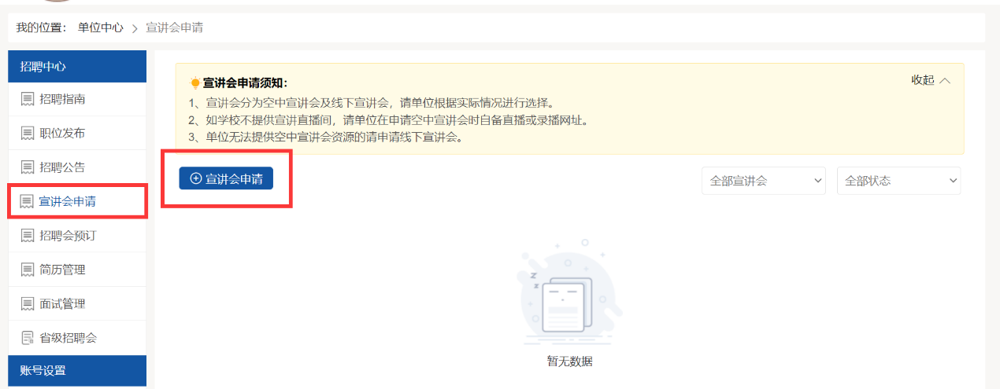 我的位置： 单位中心 > 宣讲会申请
招聘中心
招聘指南
职位发布
招聘公告
宣讲会申请
招聘会预订
简历管理
面试管理
省级招聘会
账号设置
宣讲会申请须知：
收起
1、宣讲会分为空中宣讲会及线下宣讲会，请单位根据实际情况进行选择。
2、如学校不提供宣讲直播间，请单位在申请空中宣讲会时自备直播或录播网址。
3、单位无法提供空中宣讲会资源的请申请线下宣讲会。
宣讲会申请
全部宣讲会
全部状态
z
z
暂无数据